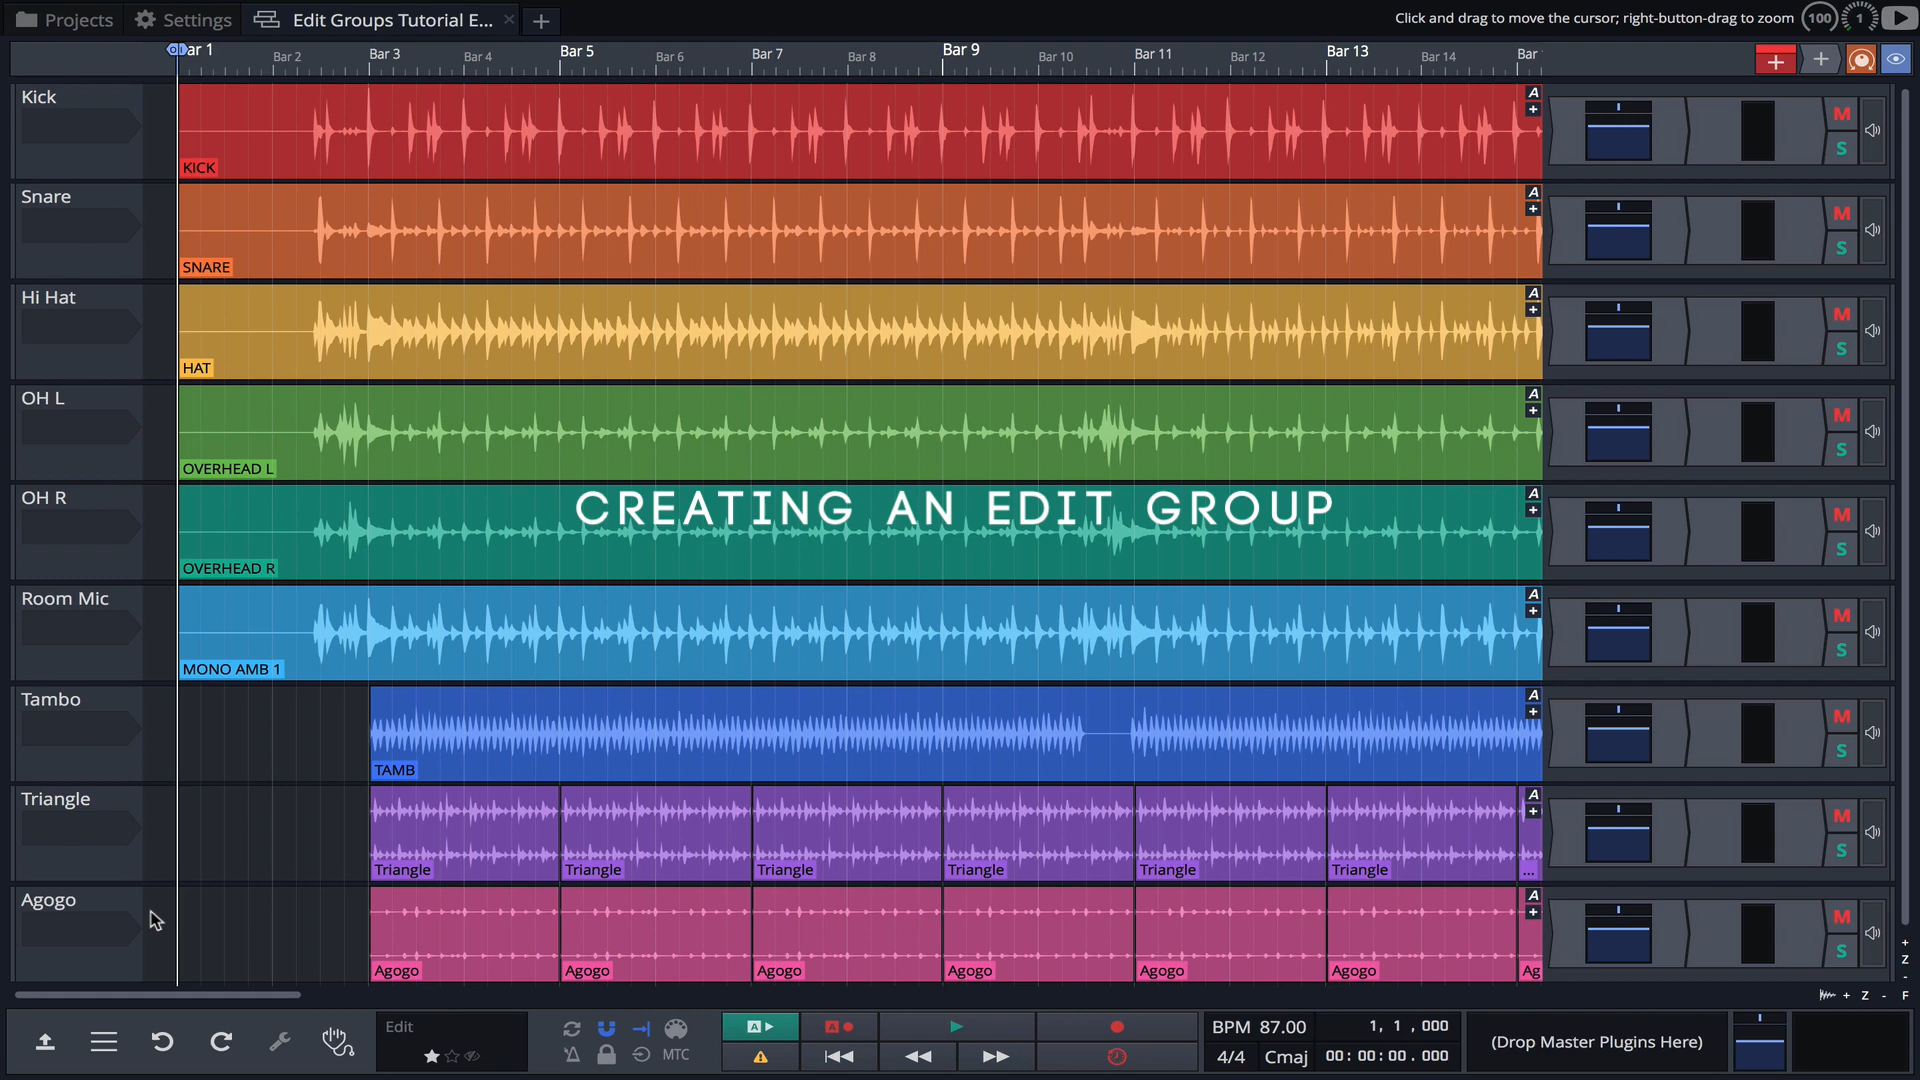 Projects
Settings
Edit Groups Tutorial E...
Click and drag to move the cursor; right-button-drag to zoom
100
1
ar 1
Bar 2
Bar 3
Bar 4
Bar 5
Bar 6
Bar 7
Bar 8
Bar 9
Bar 10
Bar 11
Bar 12
Bar 13
Bar 14
Bar
Kick
KICK
A
M
S
Snare
SNARE
A
M
S
Hi Hat
HAT
A
M
S
OH L
OVERHEAD L
A
M
S
OH R
CREATING AN EDIT GROUP
OVERHEAD R
A
M
S
Room Mic
MONO AMB 1
A
M
S
Tambo
TAMB
A
M
S
Triangle
Triangle Triangle Triangle Triangle Triangle Triangle ...
A
M
S
Agogo
Agogo Agogo Agogo Agogo Agogo Agogo Ag
A
M
S
+
Z
-
+ Z - F
Edit
MTC
A
A
BPM 87.00
1, 1, 000
4/4 Cmaj
00: 00: 00. 000
(Drop Master Plugins Here)